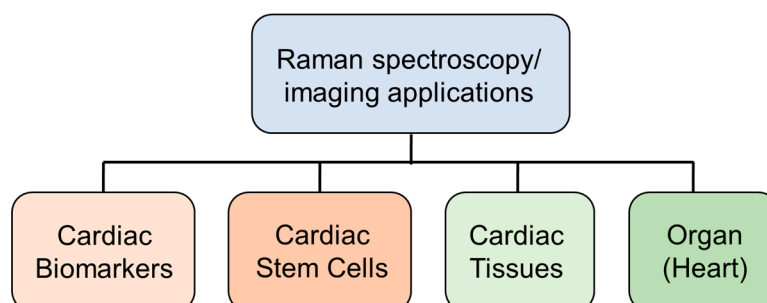 Raman spectroscopy/
imaging applications
Cardiac
Biomarkers
Cardiac
Stem Cells
Cardiac
Tissues
Organ
(Heart)